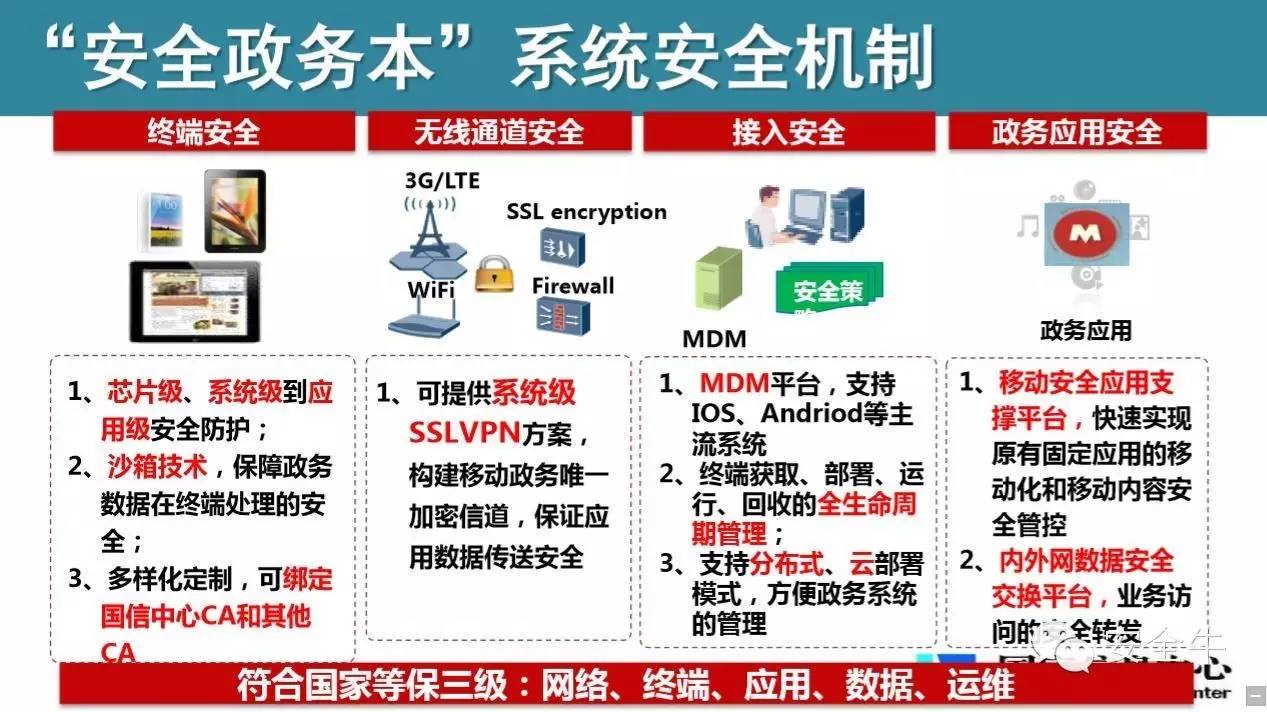 “安全政务本”系统安全机制
终端安全
无线通道安全
接入安全
政务应用安全
3G/LTE
SSL encryption
WiFi
Firewall
安全策
MDM
政务应用
1、芯片级、系统级到应
用级安全防护；
2、沙箱技术，保障政务
数据在终端处理的安
全；
3、多样化定制，可绑定
国信中心CA和其他
CA
1、可提供系统级
SSLVPN方案，
构建移动政务唯一
加密信道，保证应
用数据传送安全
1、MDM平台，支持
IOS、Andriod等主
流系统
2、终端获取、部署、运
行、回收的全生命周
期管理；
3、支持分布式、云部署
模式，方便政务系统
的管理
1、移动安全应用支
撑平台，快速实现
原有固定应用的移
动化和移动内容安
全管控
2、内外网数据安全
交换平台，业务访
问的安全转发
安全牛
符合国家等保三级：网络、终端、应用、数据、运维